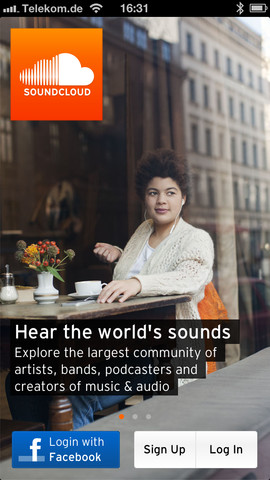 Telekom.de
16:31
SOUNDCLOUD
Hear the world's sounds
Explore the largest community of
artists, bands, podcasters and
creators of music & audio
f
Login with
Facebook
Sign Up
Log In